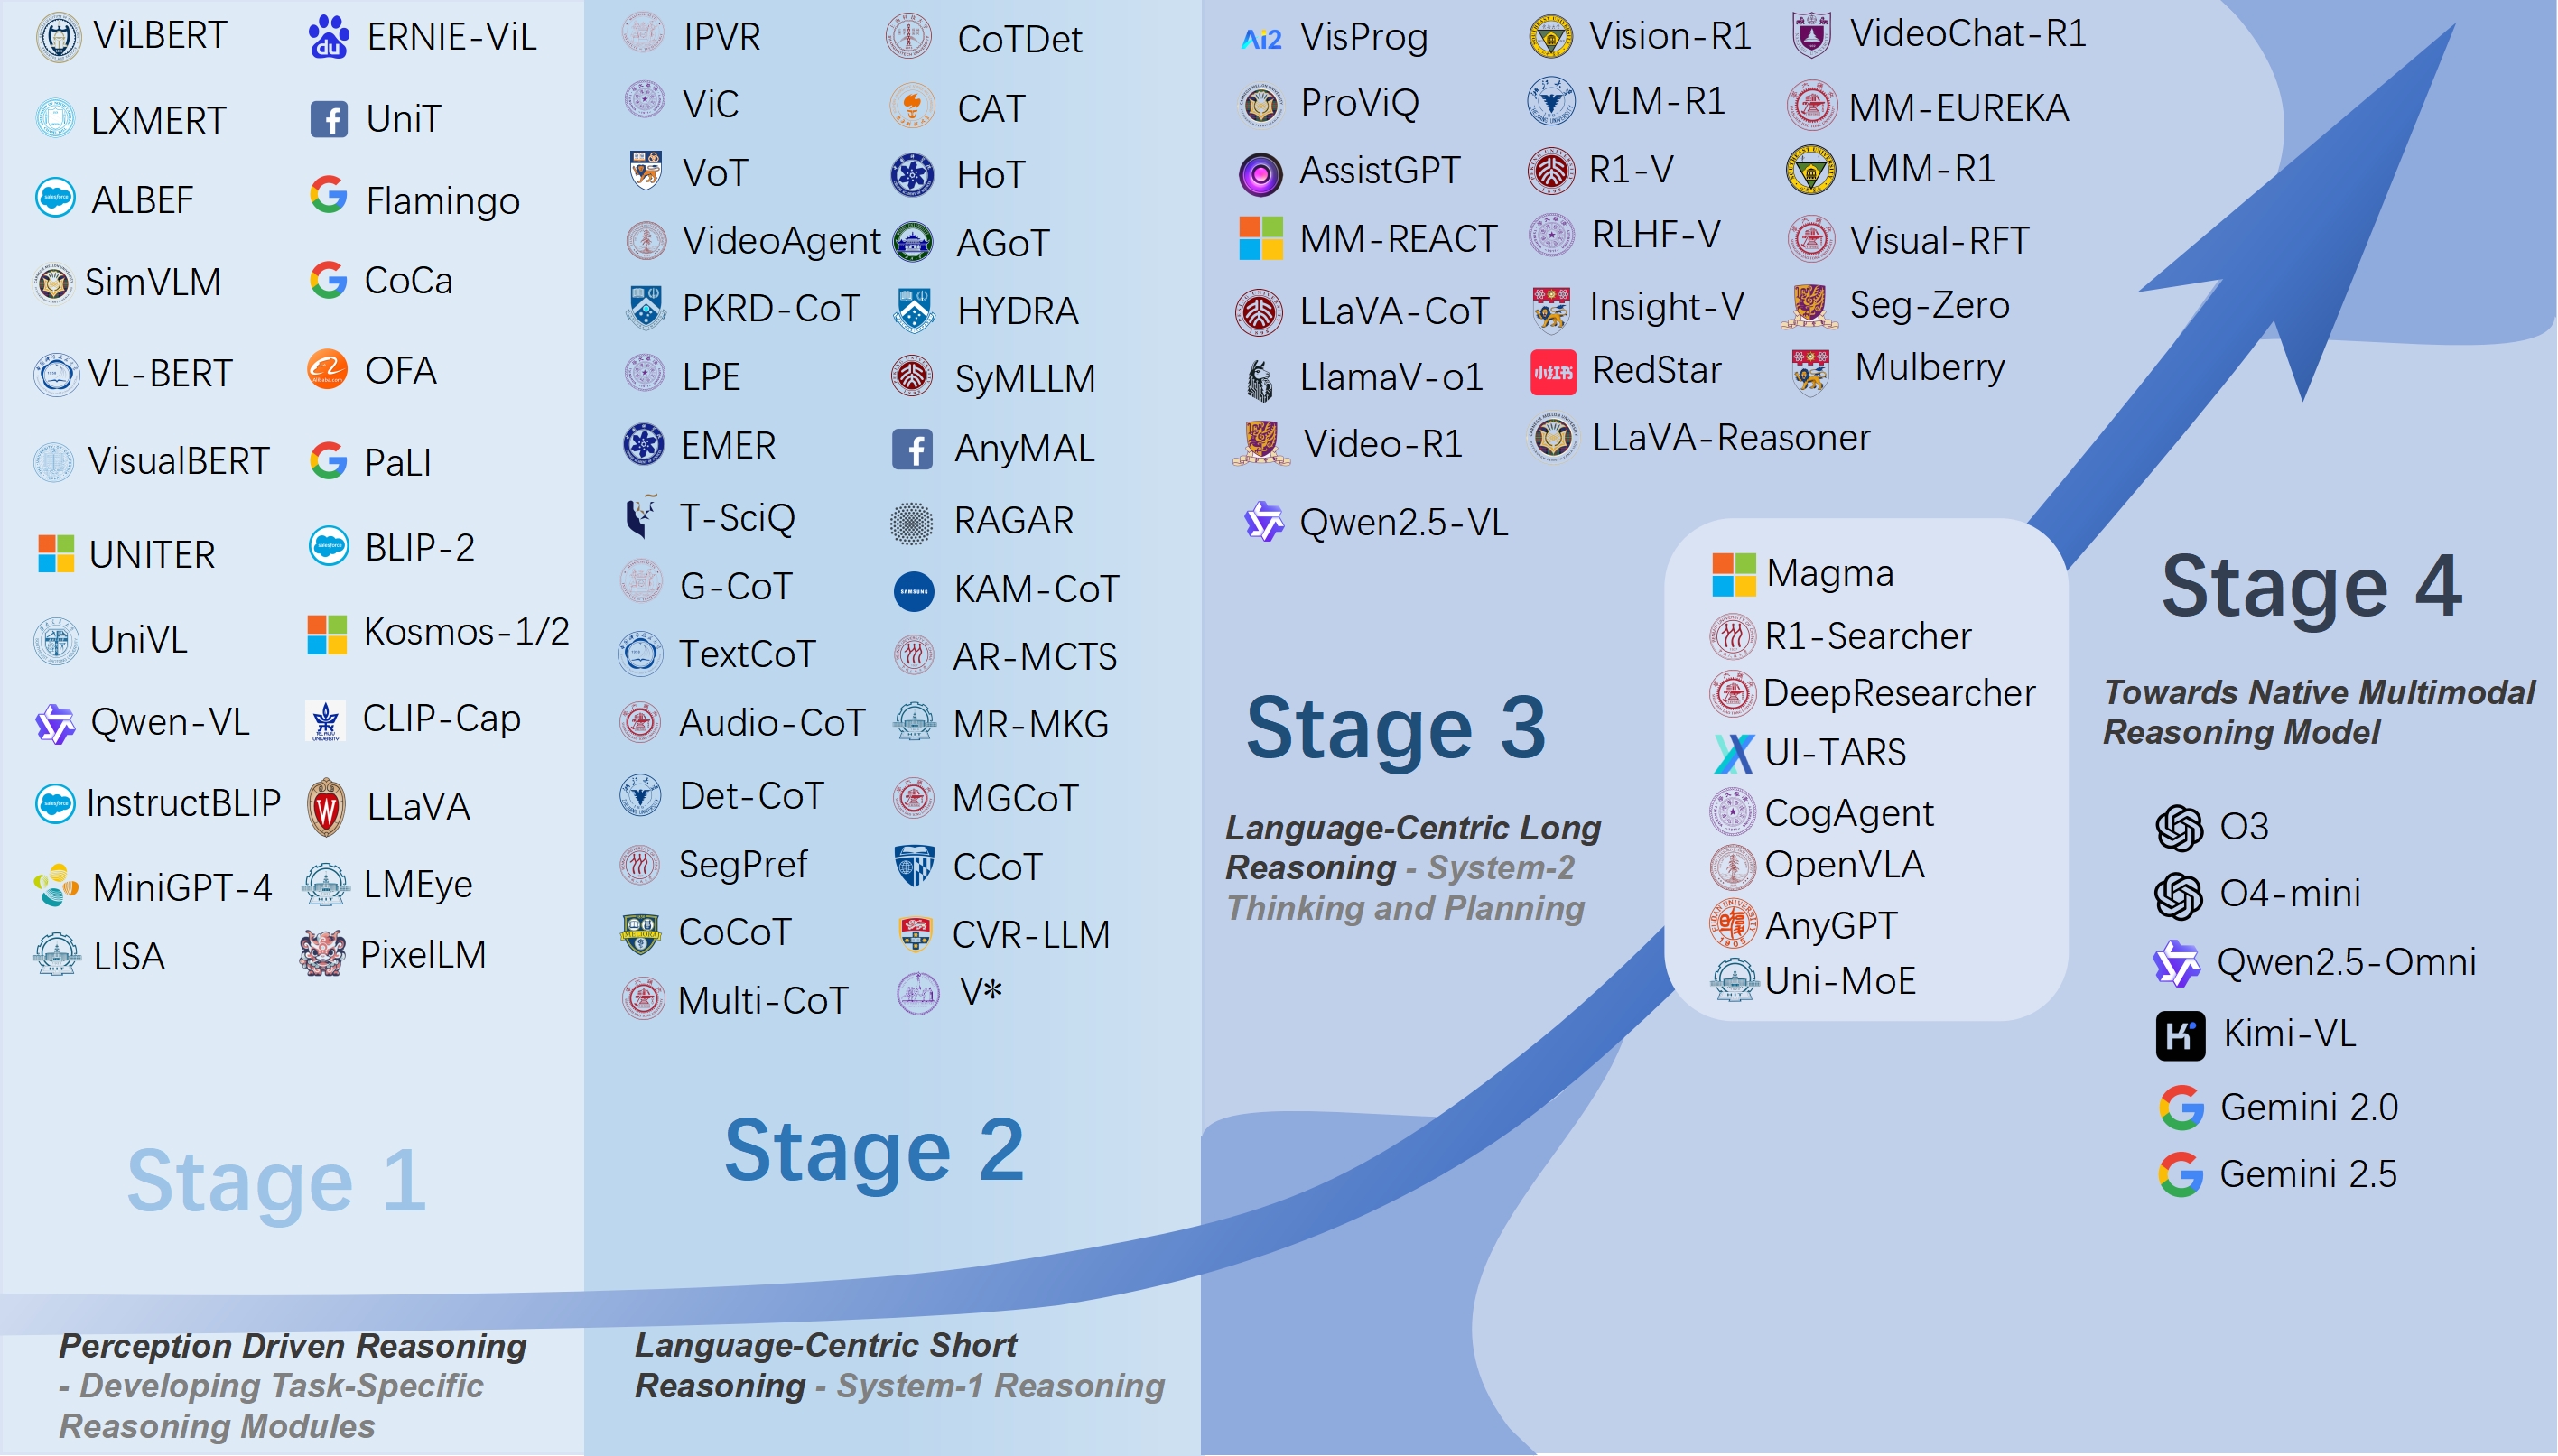 ViLBERT
LXMERT
ALBEF
SimVLM
VL-BERT
VisualBERT
UNITER
UniVL
Qwen-VL
InstructBLIP
MiniGPT-4
LISA
ERNIE-ViL
UniT
Flamingo
CoCa
OFA
PaLI
BLIP-2
Kosmos-1/2
CLIP-Cap
LLaVA
LMEye
PixelLM
Stage 1
Perception Driven Reasoning
- Developing Task-Specific
Reasoning Modules
IPVR
ViC
VoT
VideoAgent
PKRD-CoT
LPE
EMER
T-SciQ
G-CoT
TextCoT
Audio-CoT
Det-CoT
SegPref
CoCoT
Multi-CoT
CoTDet
CAT
HoT
AGoT
HYDRA
SyMLLM
AnyMAL
RAGAR
KAM-CoT
AR-MCTS
MR-MKG
MGCoT
CCoT
CVR-LLM
V*
Stage 2
Language-Centric Short
Reasoning - System-1 Reasoning
Ai2 VisProg
ProViQ
AssistGPT
MM-REACT
LLaVA-CoT
LlamaV-o1
Video-R1
Qwen2.5-VL
Vision-R1
VLM-R1
R1-V
RLHF-V
Insight-V
小红书 RedStar
LLaVA-Reasoner
VideoChat-R1
MM-EUREKA
LMM-R1
Visual-RFT
Seg-Zero
Mulberry
Stage 3
Language-Centric Long
Reasoning - System-2
Thinking and Planning
Magma
R1-Searcher
DeepResearcher
UI-TARS
CogAgent
OpenVLA
AnyGPT
Uni-MoE
Stage 4
Towards Native Multimodal
Reasoning Model
O3
O4-mini
Qwen2.5-Omni
Kimi-VL
Gemini 2.0
Gemini 2.5